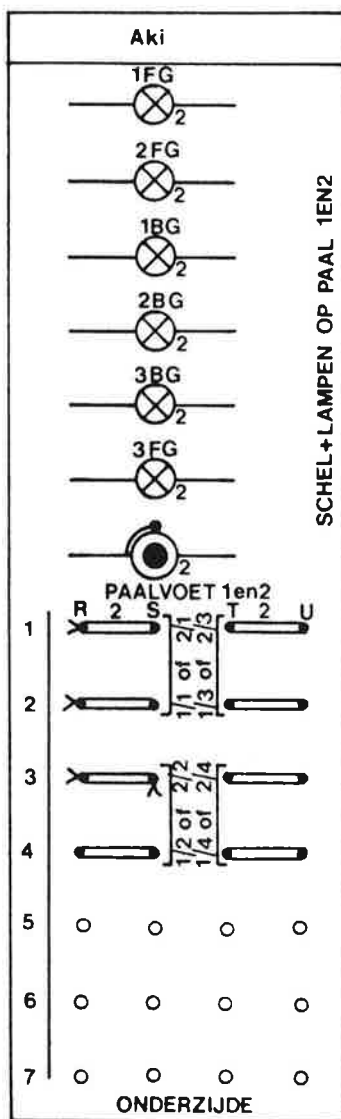 Aki
1FG
2
2FG
2
1BG
2
2BG
2
3BG
2
3FG
2
2
SCHEL+LAMPEN OP PAAL 1EN2
PAALVOET 1en2
R 2 S T 2 U
1
2
1/1 of 2/1
1/3 of 2/3
3
4
1/2 of 2/2
1/4 of 2/4
5
6
7
ONDERZIJDE